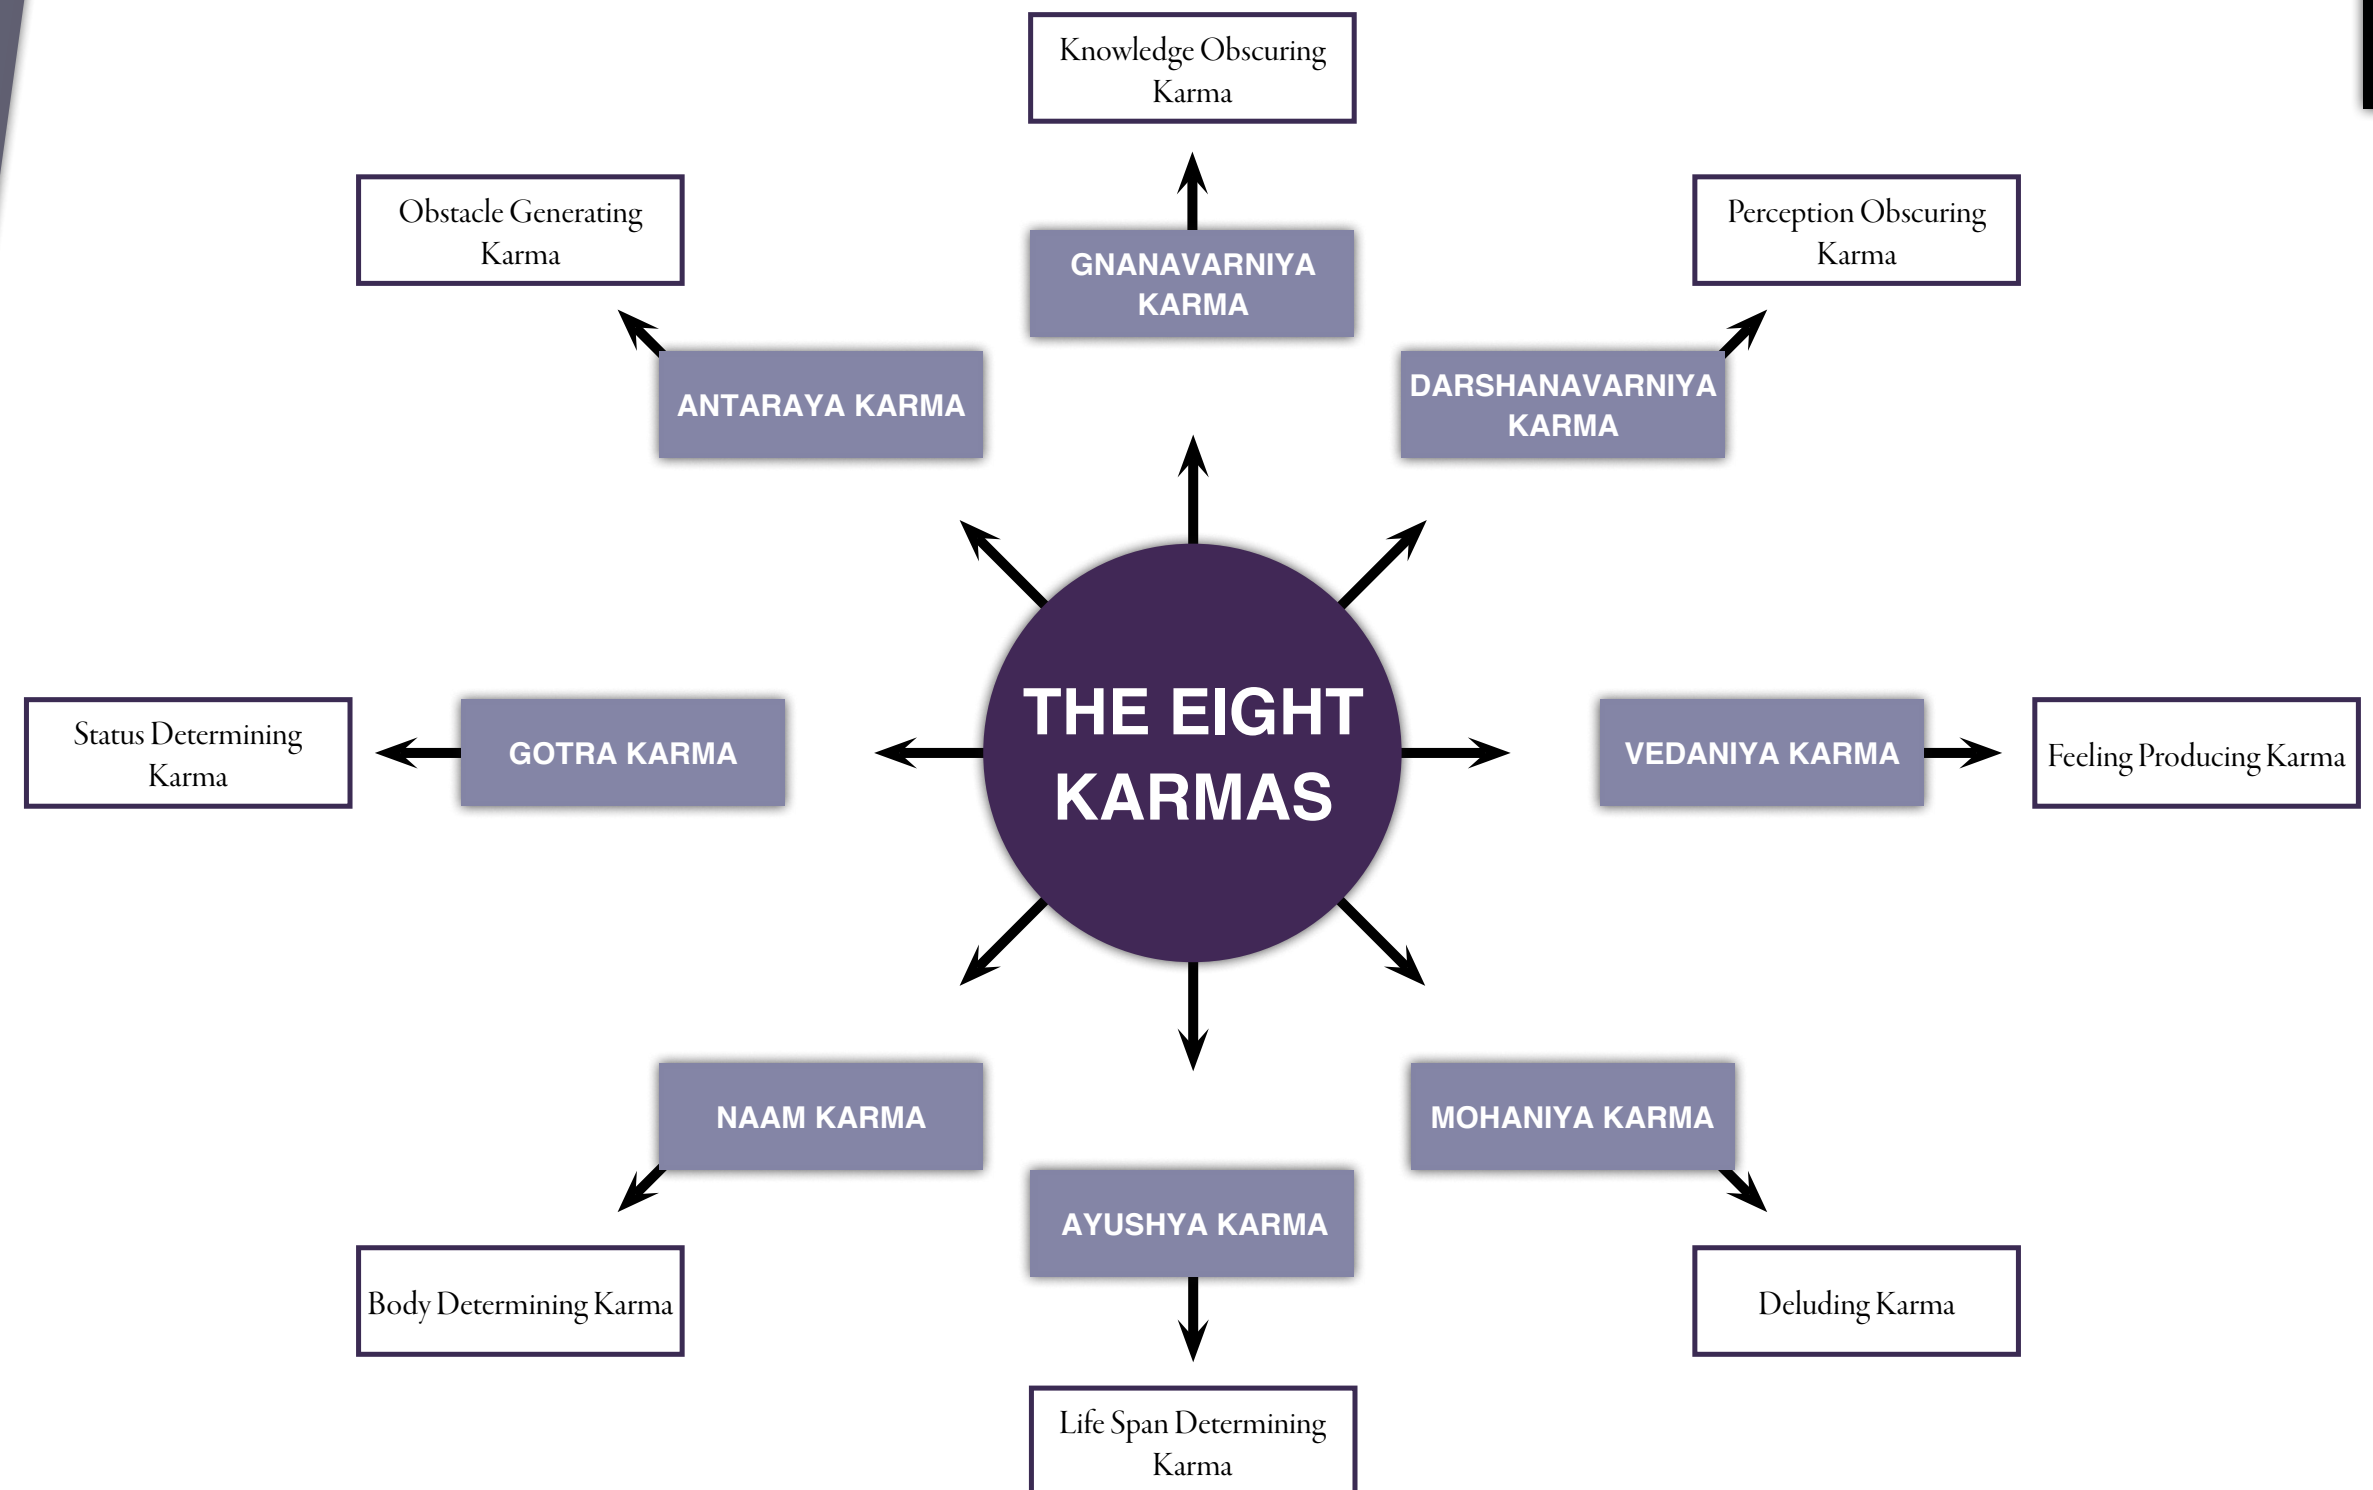 Knowledge Obscuring
Karma
Obstacle Generating
Karma
Perception Obscuring
Karma
GNANAVARNIYA
KARMA
ANTARAYA KARMA
DARSHANAVARNIYA
KARMA
THE EIGHT
KARMAS
Status Determining
Karma
GOTRA KARMA
VEDANIYA KARMA
Feeling Producing Karma
NAAM KARMA
MOHANIYA KARMA
AYUSHYA KARMA
Body Determining Karma
Deluding Karma
Life Span Determining
Karma